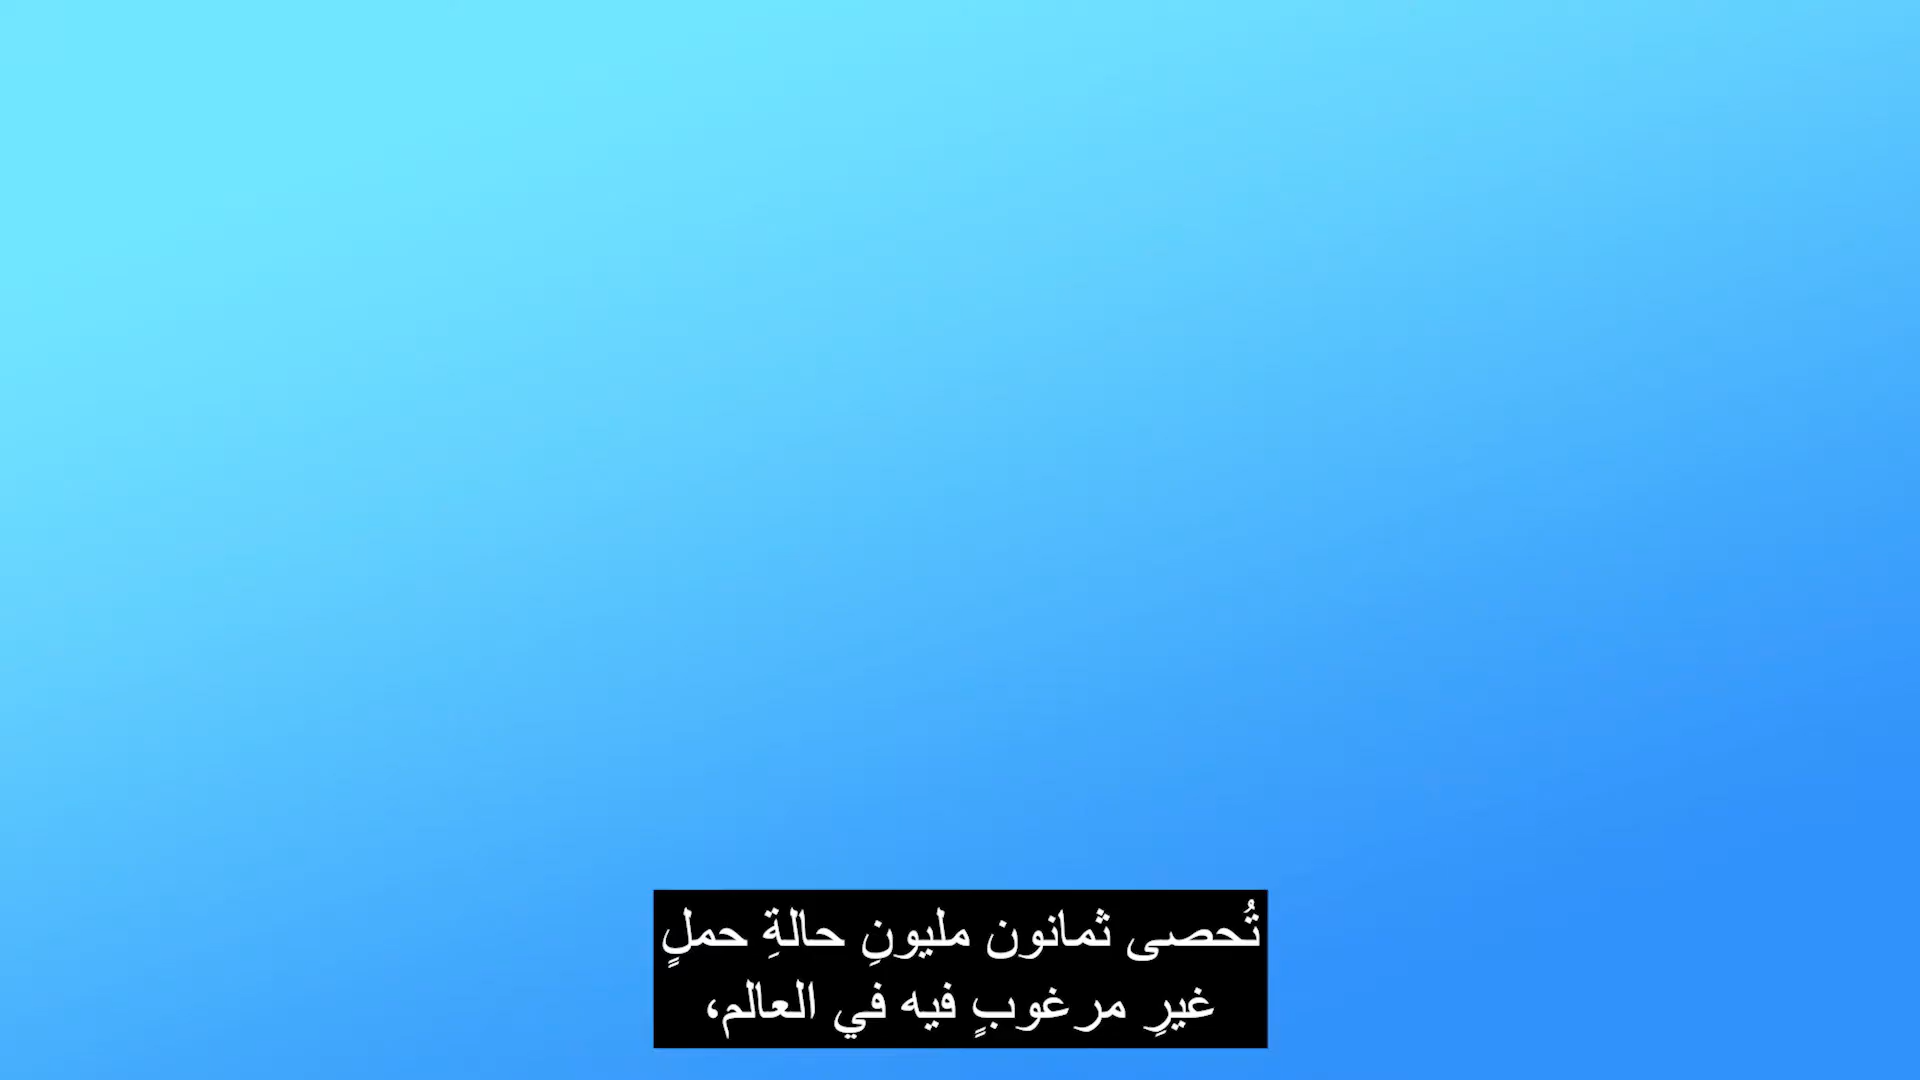 تُحصى ثمانون مليونِ حالةِ حملٍ
غيرِ مرغوبٍ فيه في العالم،